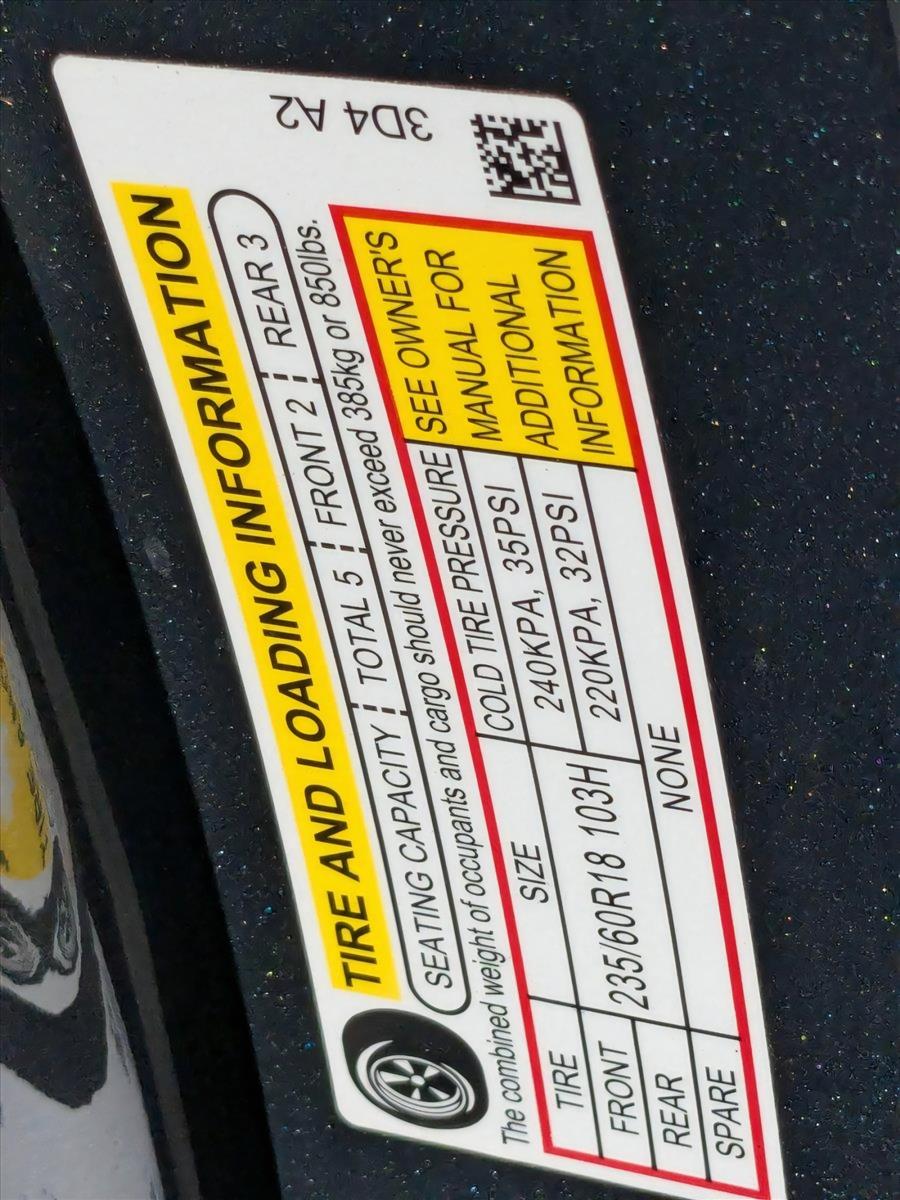 3D4 A2
TIRE AND LOADING INFORMATION
SEATING CAPACITY TOTAL 5 FRONT 2 REAR 3
The combined weight of occupants and cargo should never exceed 385kg or 850lbs.
TIRE SIZE COLD TIRE PRESSURE
FRONT 235/60R18 103H 240KPA, 35PSI
REAR 220KPA, 32PSI
SPARE NONE
SEE OWNER'S
MANUAL FOR
ADDITIONAL
INFORMATION